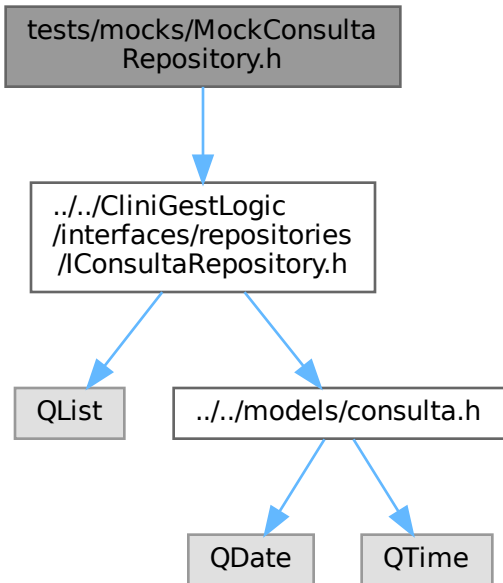 tests/mocks/MockConsulta
Repository.h
../../CliniGestLogic
/interfaces/repositories
/IConsultaRepository.h
QList
../../models/consulta.h
QDate
QTime